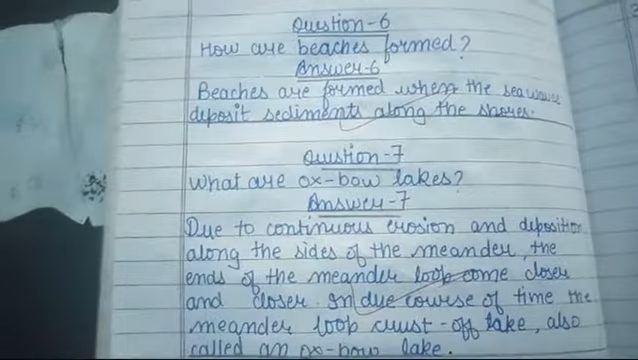 Question-6
How are beaches formed?
Answer-6
Beaches are formed when the sea waves
deposit sediments along the shores.
Question-7
What are ox-bow lakes?
Answer-7
Due to continuous erosion and deposition
along the sides of the meander, the
ends of the meander loop come closer
and closer. In due course of time the
meander loop cuust-off lake, also
called an ox-bow lake.